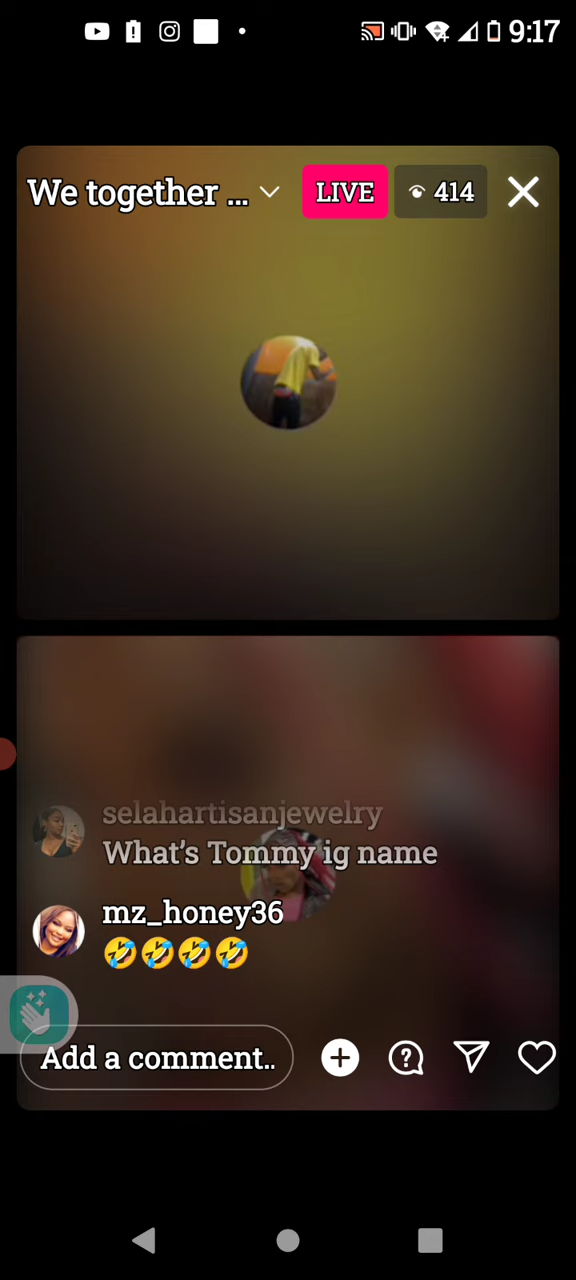 9:17
We together ...
LIVE
414
selahartisanjewelry
What's Tommy ig name
mz_honey36
🤣🤣🤣🤣
Add a comment..